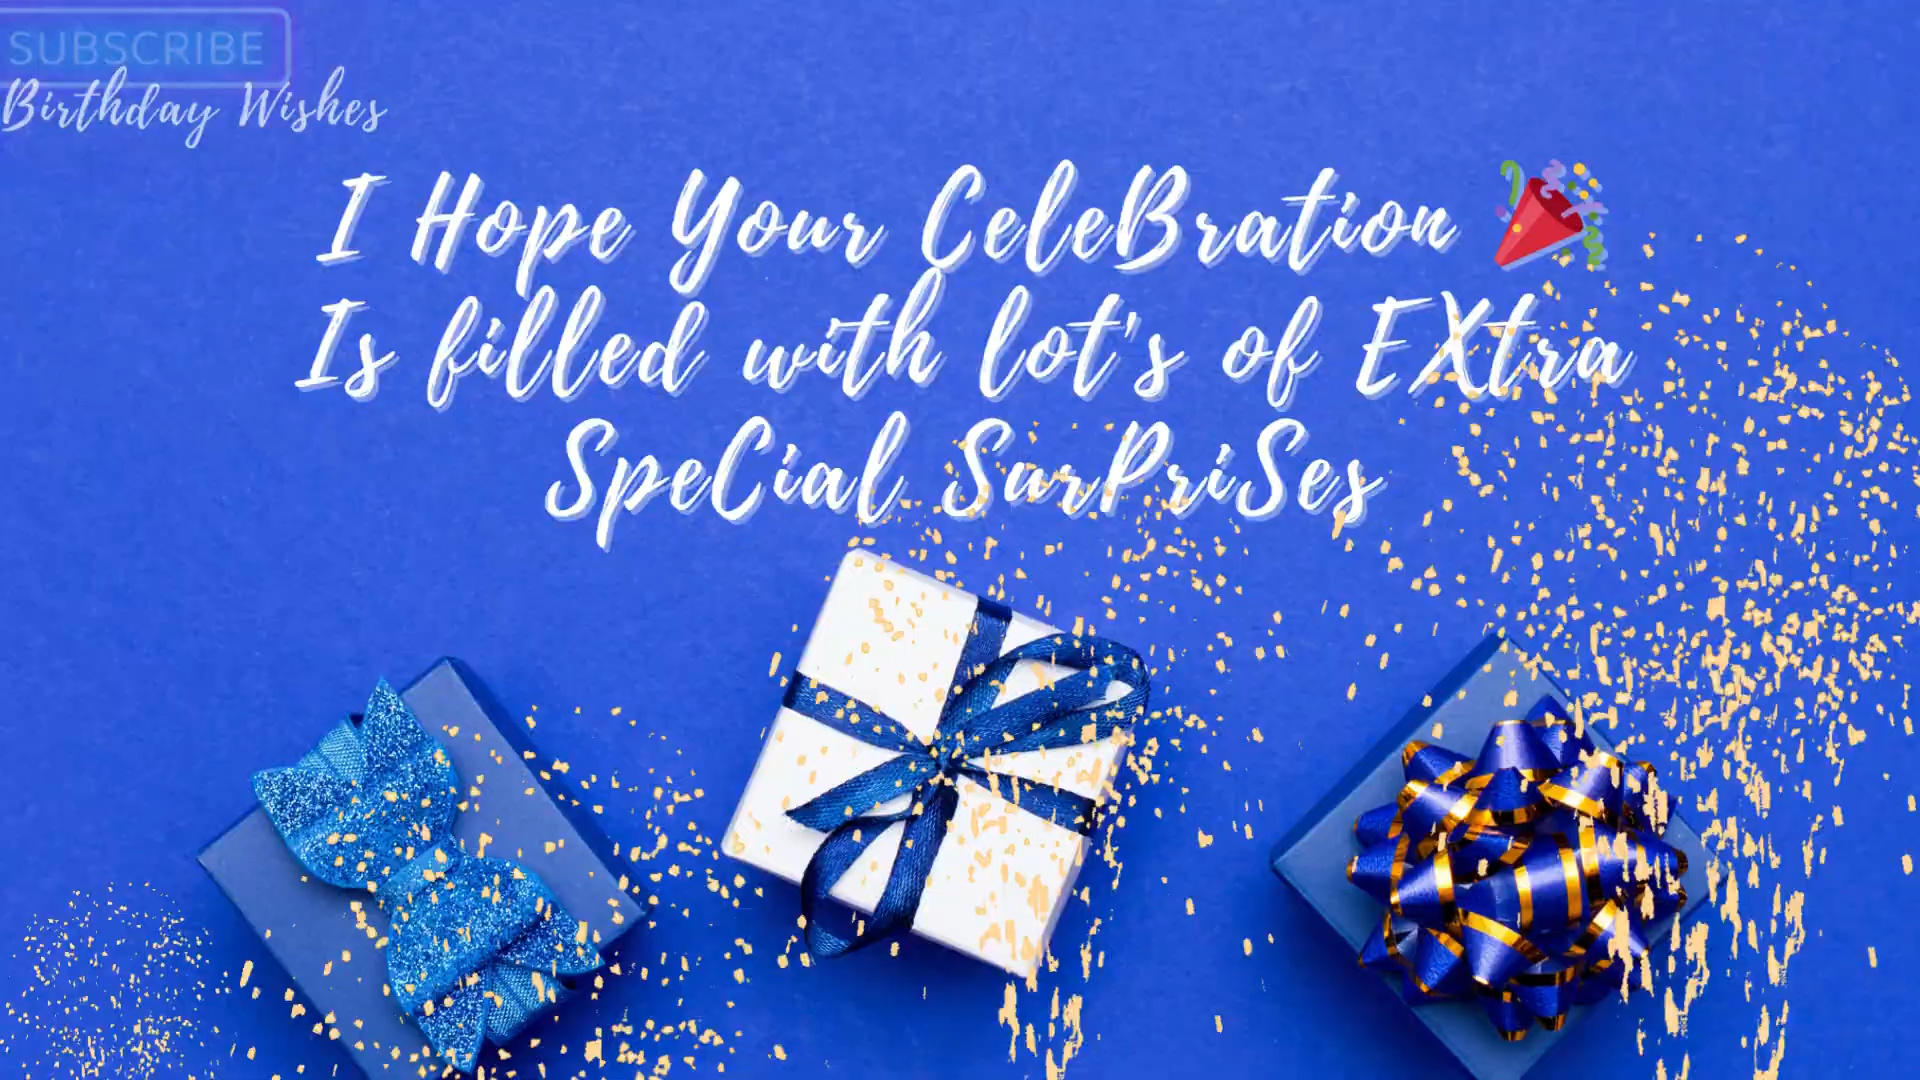 SUBSCRIBE
Birthday Wishes
I Hope Your CeleBration 🎉
Is filled with lot's of EXtra
SpeCial SurPriSes